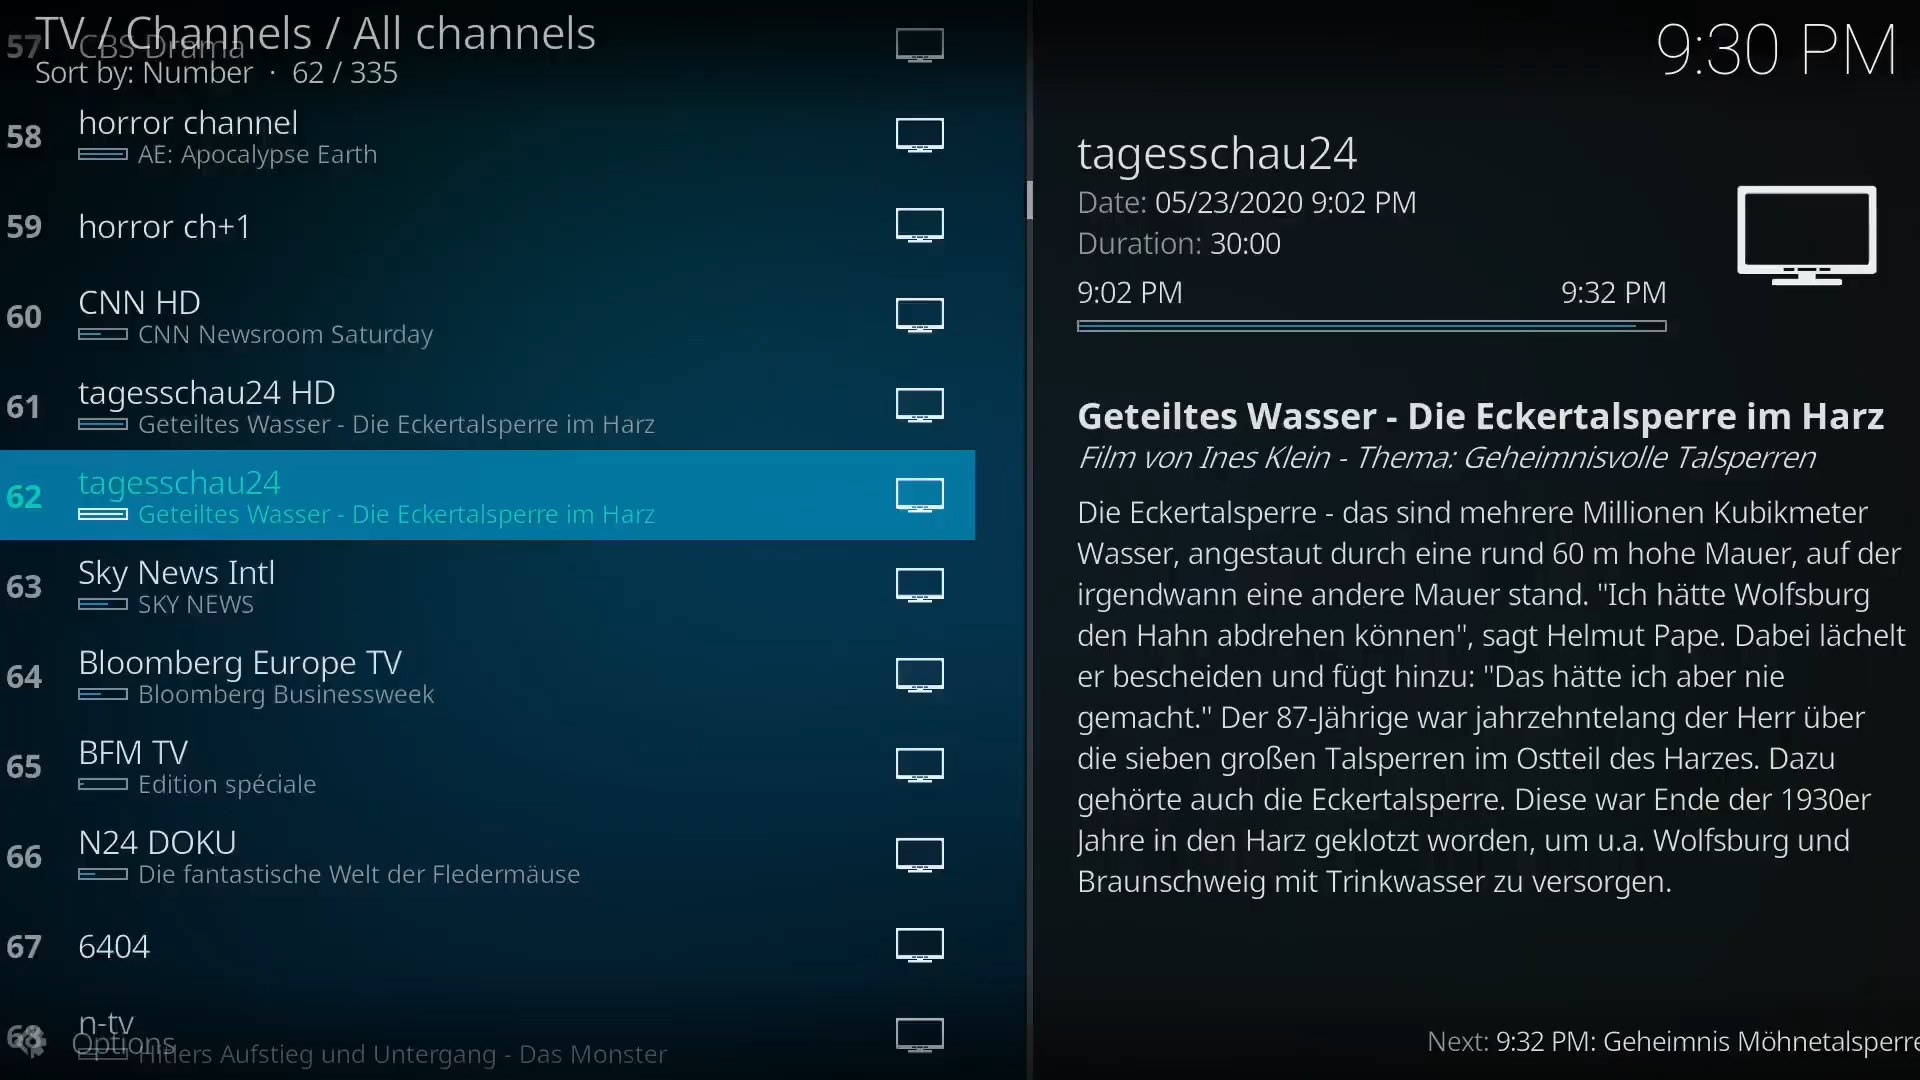 TV / Channels / All channels
57 CBS Drama
Sort by: Number · 62 / 335
9:30 PM
58 horror channel
AE: Apocalypse Earth
59 horror ch+1
60 CNN HD
CNN Newsroom Saturday
61 tagesschau24 HD
Geteiltes Wasser - Die Eckertalsperre im Harz
62 tagesschau24
Geteiltes Wasser - Die Eckertalsperre im Harz
63 Sky News Intl
SKY NEWS
64 Bloomberg Europe TV
Bloomberg Businessweek
65 BFM TV
Edition spéciale
66 N24 DOKU
Die fantastische Welt der Fledermäuse
67 6404
68 n-tv
Options
Hitlers Aufstieg und Untergang - Das Monster
tagesschau24
Date: 05/23/2020 9:02 PM
Duration: 30:00
9:02 PM 9:32 PM
Geteiltes Wasser - Die Eckertalsperre im Harz
Film von Ines Klein - Thema: Geheimnisvolle Talsperren
Die Eckertalsperre - das sind mehrere Millionen Kubikmeter
Wasser, angestaut durch eine rund 60 m hohe Mauer, auf der
irgendwann eine andere Mauer stand. "Ich hätte Wolfsburg
den Hahn abdrehen können", sagt Helmut Pape. Dabei lächelt
er bescheiden und fügt hinzu: "Das hätte ich aber nie
gemacht." Der 87-Jährige war jahrzehntelang der Herr über
die sieben großen Talsperren im Ostteil des Harzes. Dazu
gehörte auch die Eckertalsperre. Diese war Ende der 1930er
Jahre in den Harz geklotzt worden, um u.a. Wolfsburg und
Braunschweig mit Trinkwasser zu versorgen.
Next: 9:32 PM: Geheimnis Möhnetalsperre